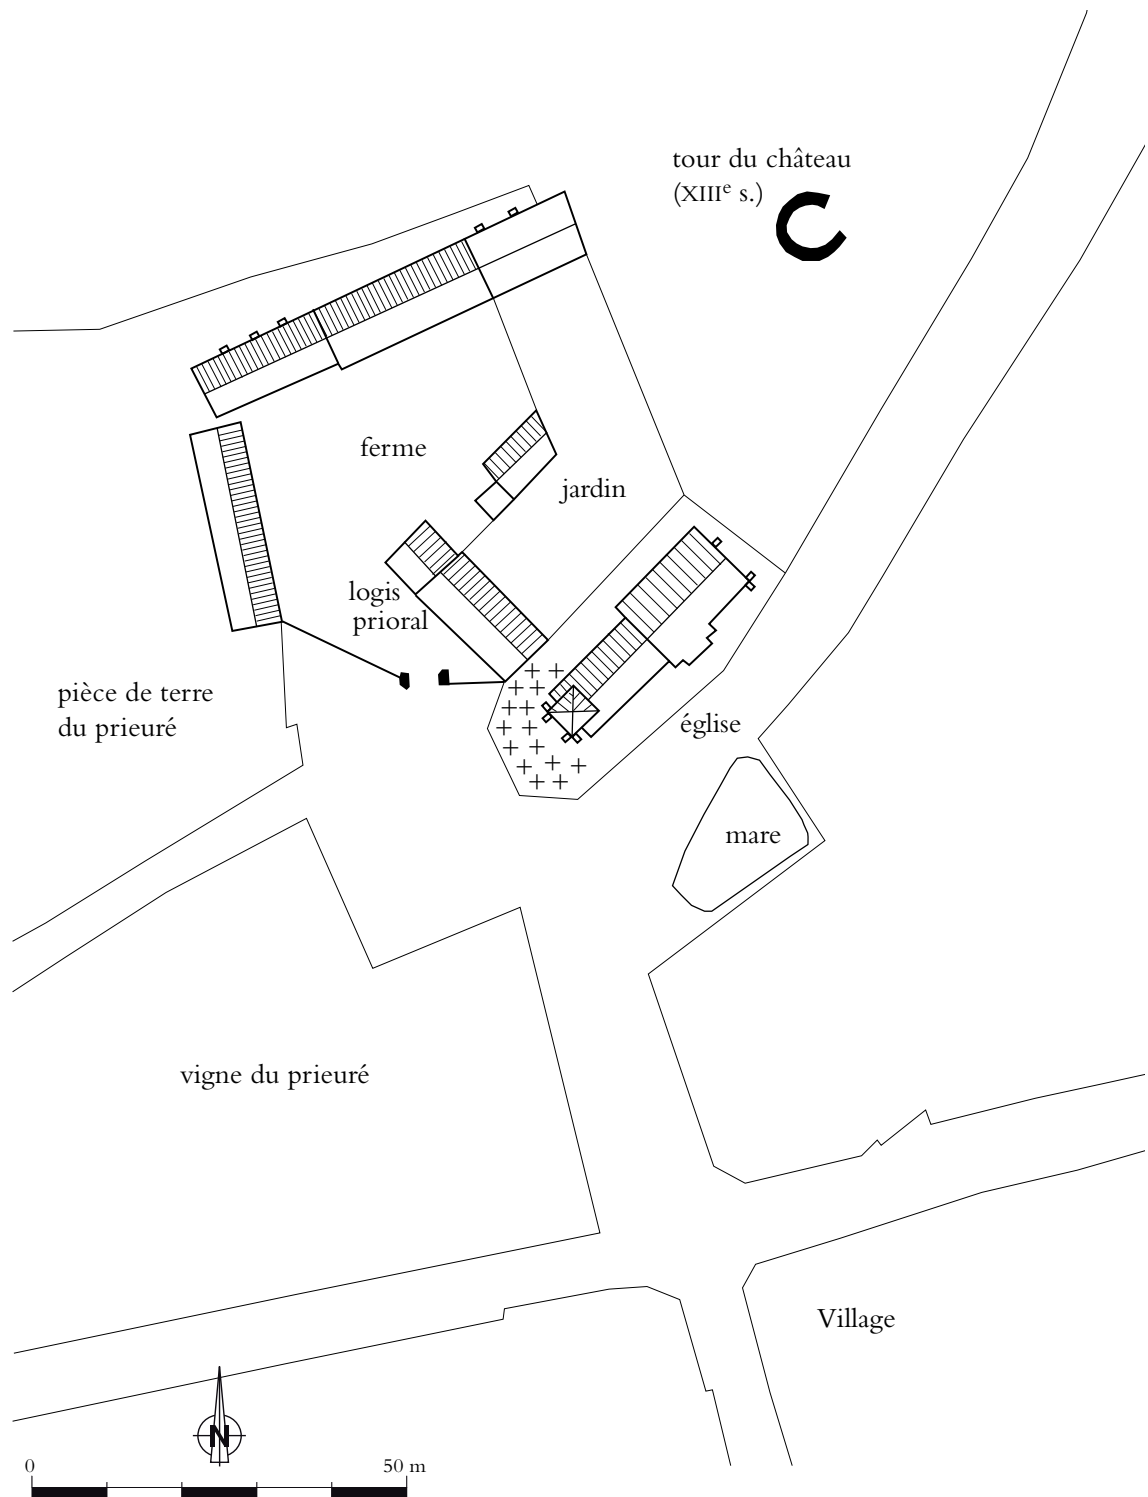 tour du château
(XIIIe s.)
ferme
jardin
logis
prioral
pièce de terre
du prieuré
église
mare
vigne du prieuré
Village
N
0 50 m